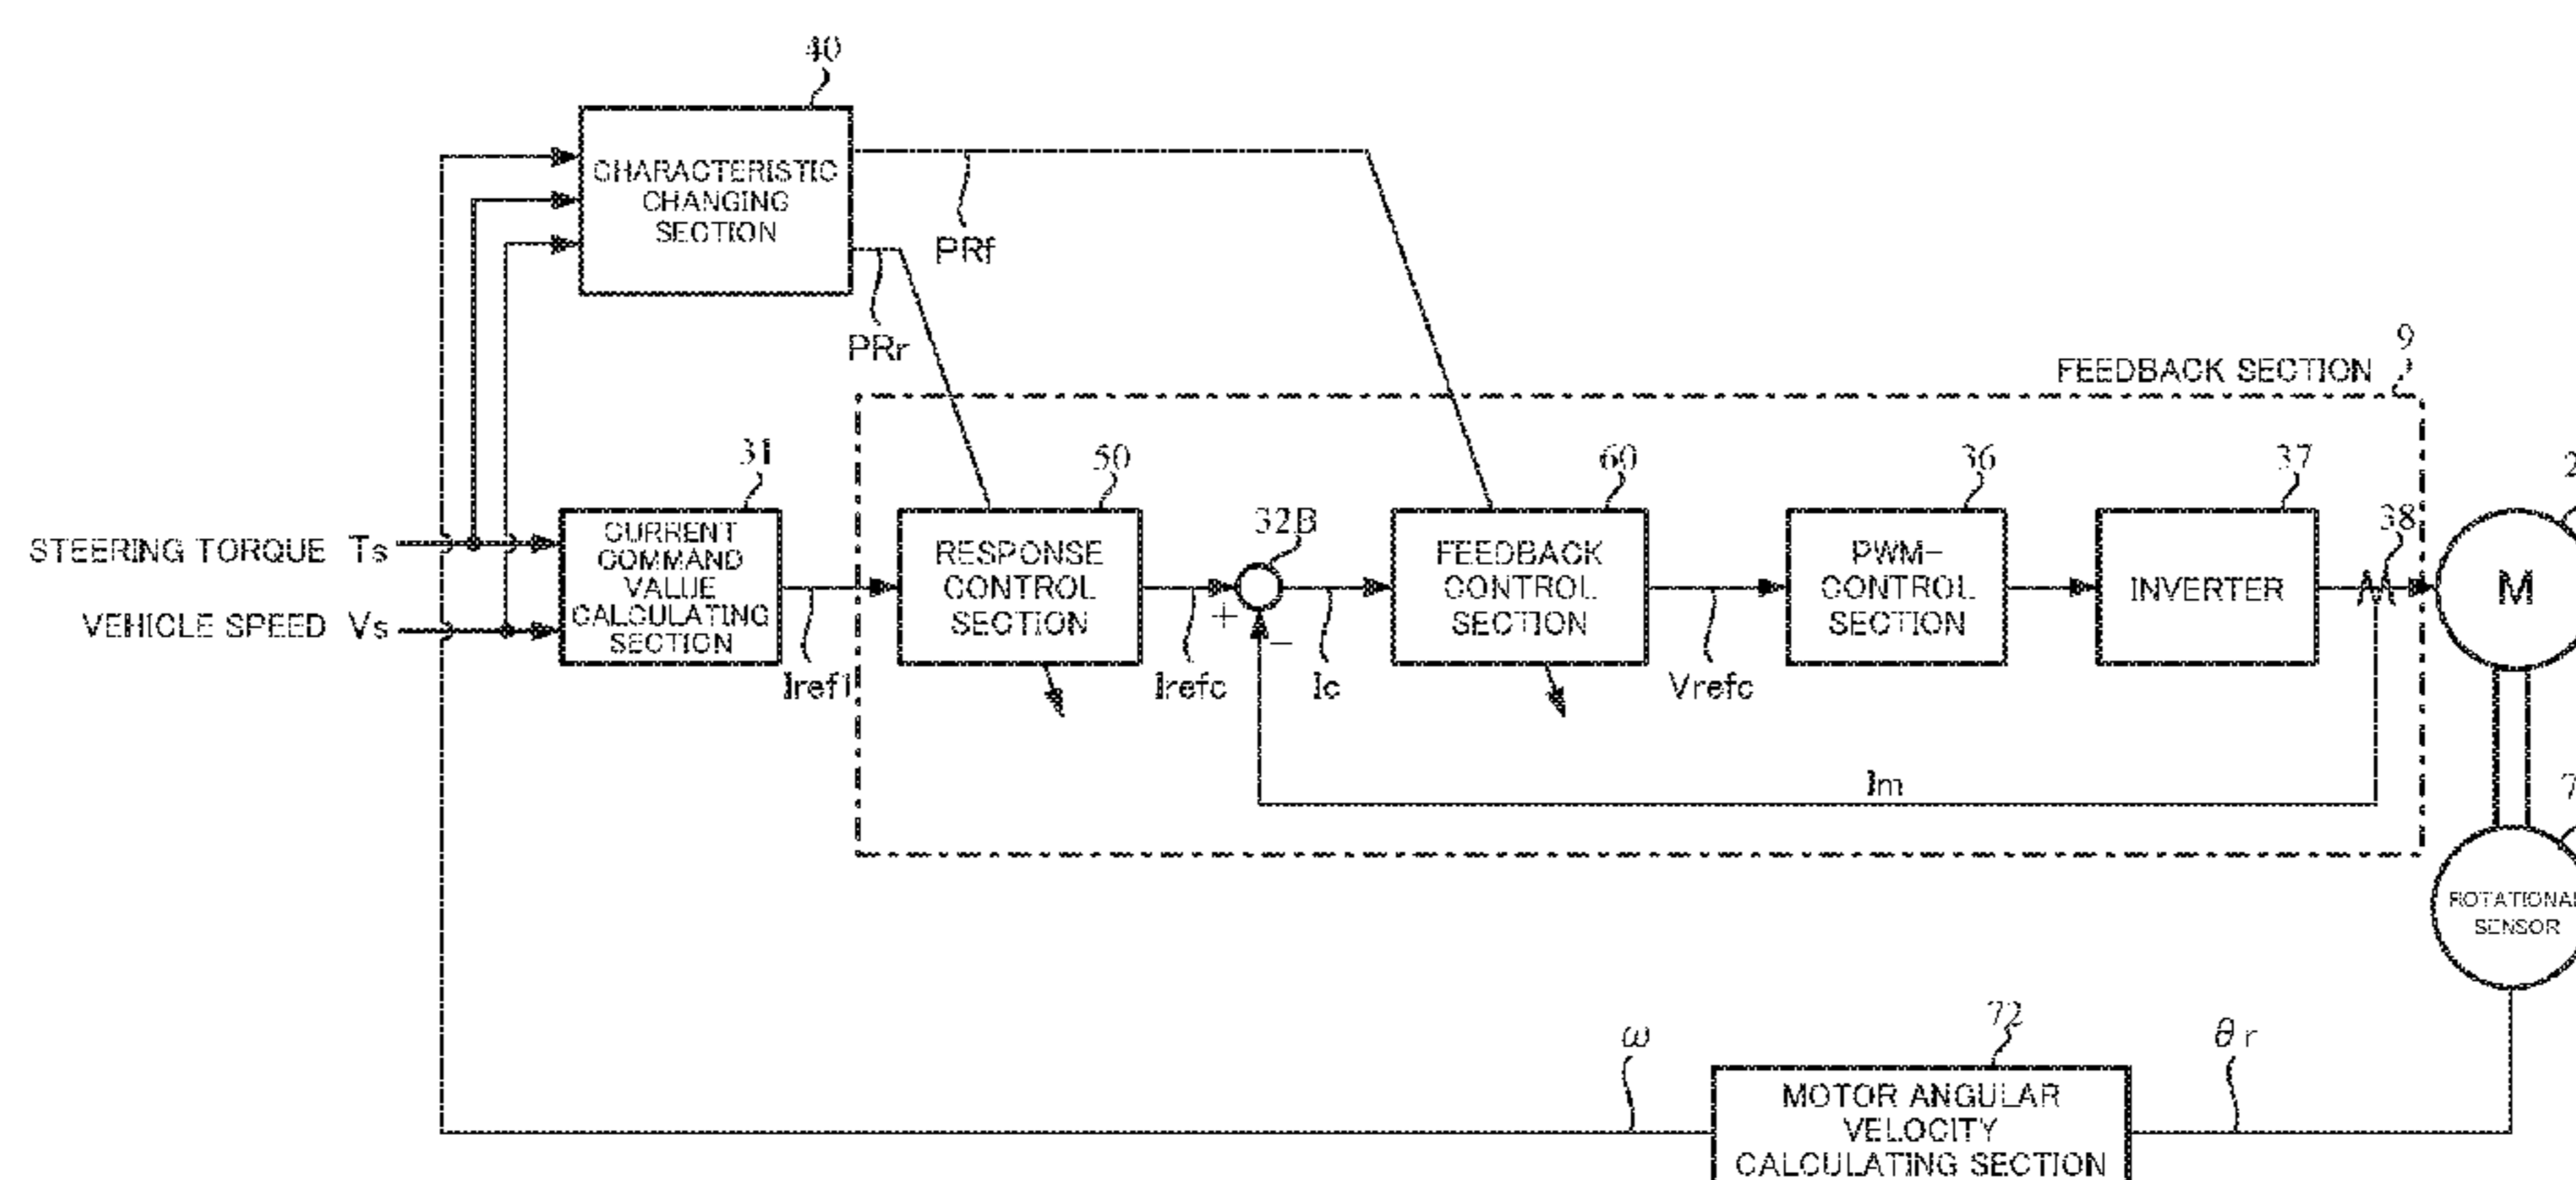 40
CHARACTERISTIC
CHANGING
SECTION
PRf
PRr
9
FEEDBACK SECTION
31
50
60
36
37
38
32B
STEERING TORQUE Ts
VEHICLE SPEED Vs
CURRENT
COMMAND
VALUE
CALCULATING
SECTION
Iref1
RESPONSE
CONTROL
SECTION
Irefc
+
−
Ic
FEEDBACK
CONTROL
SECTION
Vrefc
PWM-
CONTROL
SECTION
INVERTER
M
Im
ROTATIONAL
SENSOR
72
ω
θr
MOTOR ANGULAR
VELOCITY
CALCULATING SECTION